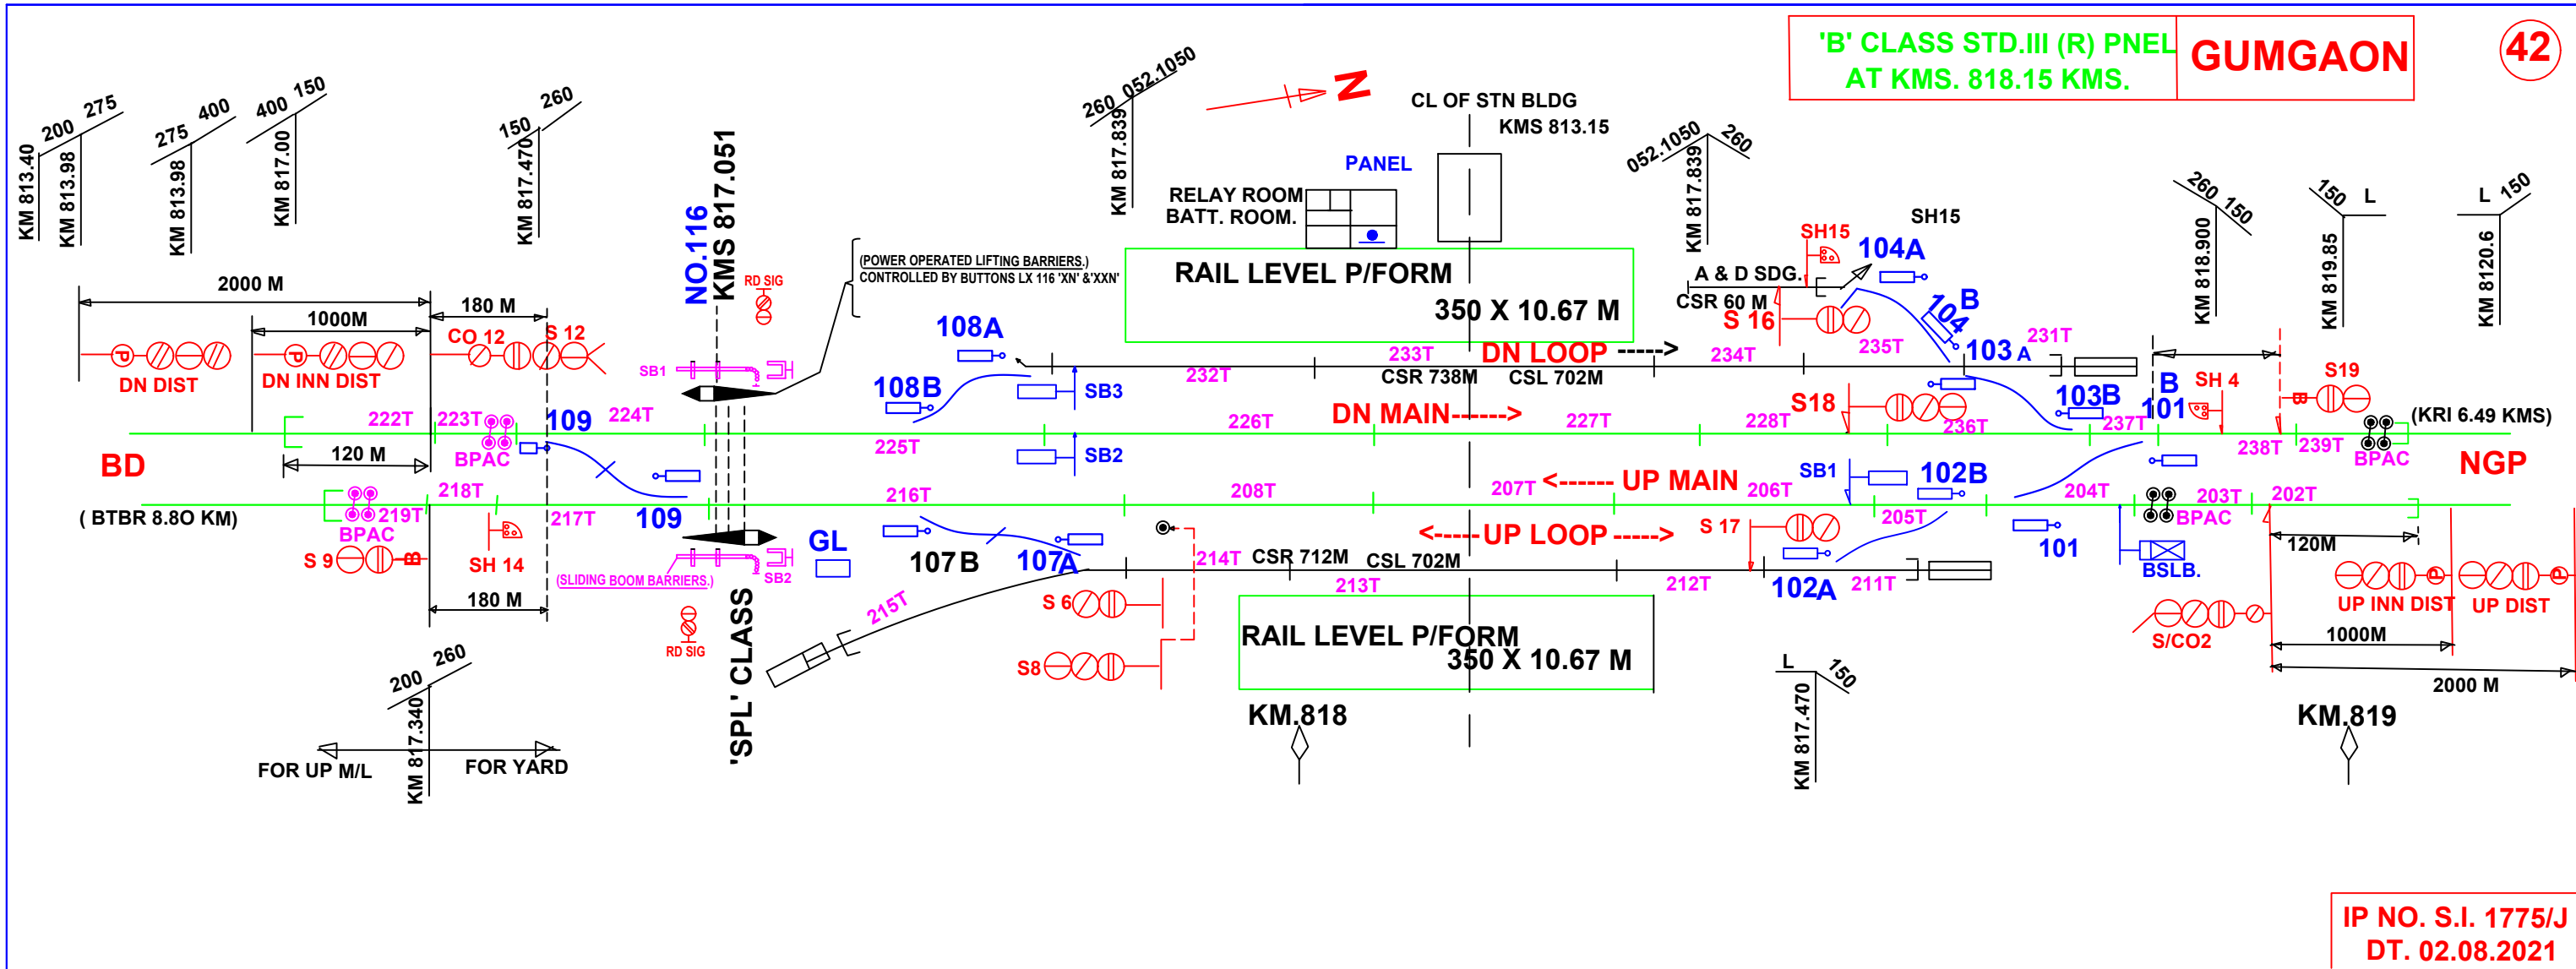 'B' CLASS STD.III (R) PNEL
AT KMS. 818.15 KMS.
GUMGAON
42
KM 813.40
200
275
KM 813.98
275
400
KM 813.98
400
150
KM 817.00
150
260
KM 817.470
NO.116
KMS 817.051
260
052.1050
KM 817.839
N
CL OF STN BLDG
KMS 813.15
PANEL
RELAY ROOM
BATT. ROOM.
052.1050
260
KM 817.839
SH15
SH15
104A
260
150
KM 818.900
150
L
KM 819.85
L
150
KM 8120.6
(POWER OPERATED LIFTING BARRIERS.)
CONTROLLED BY BUTTONS LX 116 'XN' &'XXN'
RD SIG
RAIL LEVEL P/FORM
350 X 10.67 M
A & D SDG.
CSR 60 M
S 16
104
B
2000 M
1000M
180 M
CO 12
S 12
P
P
DN DIST
DN INN DIST
108A
SB1
108B
SB3
232T
233T
DN LOOP ----->
CSR 738M
CSL 702M
234T
235T
103 A
231T
103B
B
101
SH 4
S19
B
222T
223T
109
224T
225T
226T
DN MAIN------>
227T
228T
S18
236T
237T
238T
239T
(KRI 6.49 KMS)
BPAC
BPAC
120 M
BD
SB2
NGP
<------ UP MAIN
( BTBR 8.8O KM)
218T
219T
217T
BPAC
109
216T
208T
207T
206T
SB1
102B
205T
204T
203T
202T
BPAC
S 9
B
SH 14
180 M
(SLIDING BOOM BARRIERS.)
SB2
GL
107B
107A
214T
CSR 712M
CSL 702M
<----- UP LOOP ----->
213T
212T
S 17
102A
211T
101
BSLB.
120M
P
P
UP INN DIST
UP DIST
215T
S 6
S8
RAIL LEVEL P/FORM
350 X 10.67 M
S/CO2
1000M
2000 M
RD SIG
'SPL' CLASS
200
260
KM 817.340
FOR UP M/L
FOR YARD
KM.818
L
150
KM 817.470
KM.819
IP NO. S.I. 1775/J
DT. 02.08.2021